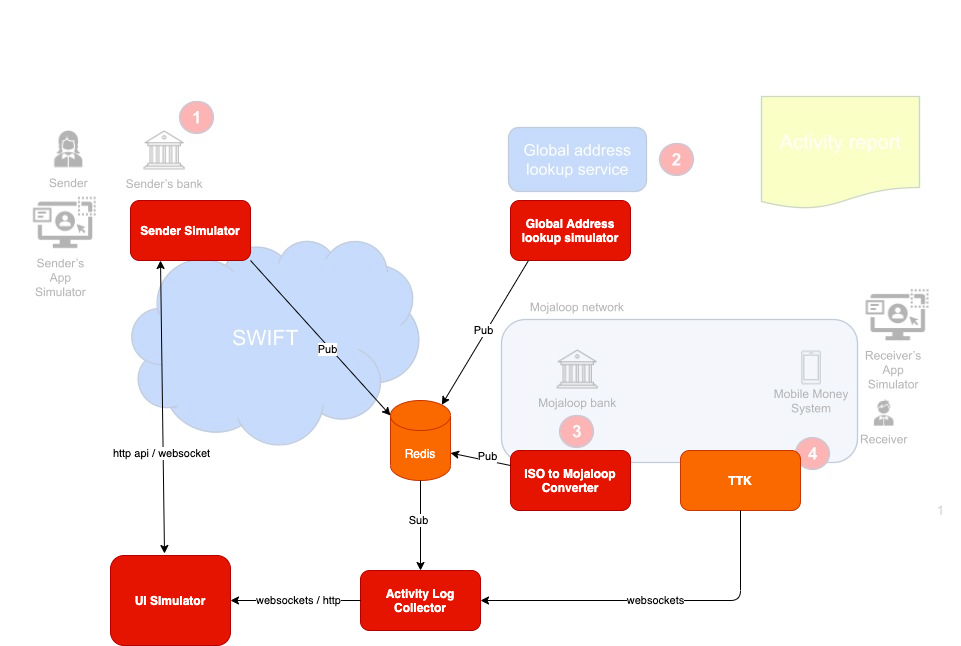 1
Sender
Sender's bank
Global address
lookup service
2
Activity report
Sender's
App
Simulator
Sender Simulator
Global Address
lookup simulator
SWIFT
Pub
Pub
Mojaloop network
Mojaloop bank
3
Mobile Money
System
4
Receiver's
App
Simulator
Receiver
http api / websocket
Redis
Pub
ISO to Mojaloop
Converter
TTK
1
Sub
UI SImulator
websockets / http
Activity Log
Collector
websockets